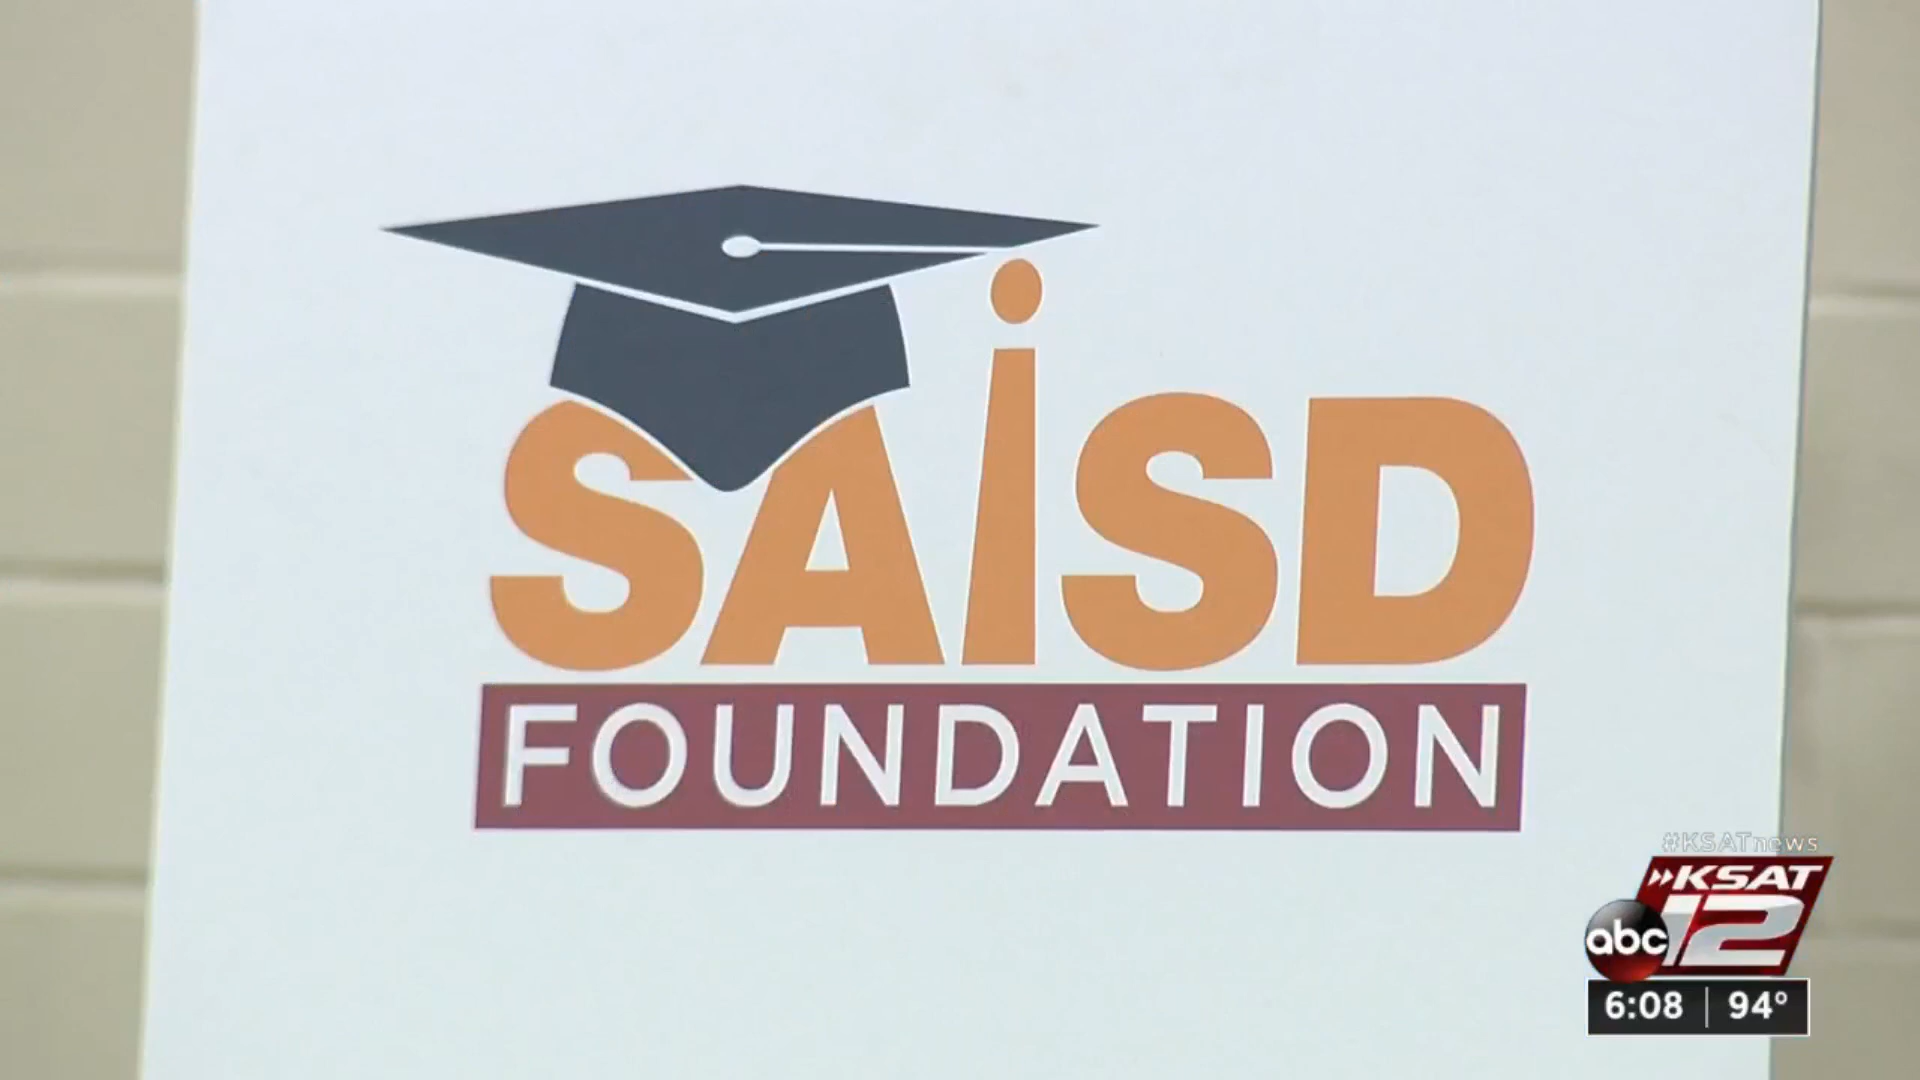 SAiSD
FOUNDATION
#KSATnews
KSAT
abc 12
6:08 | 94°